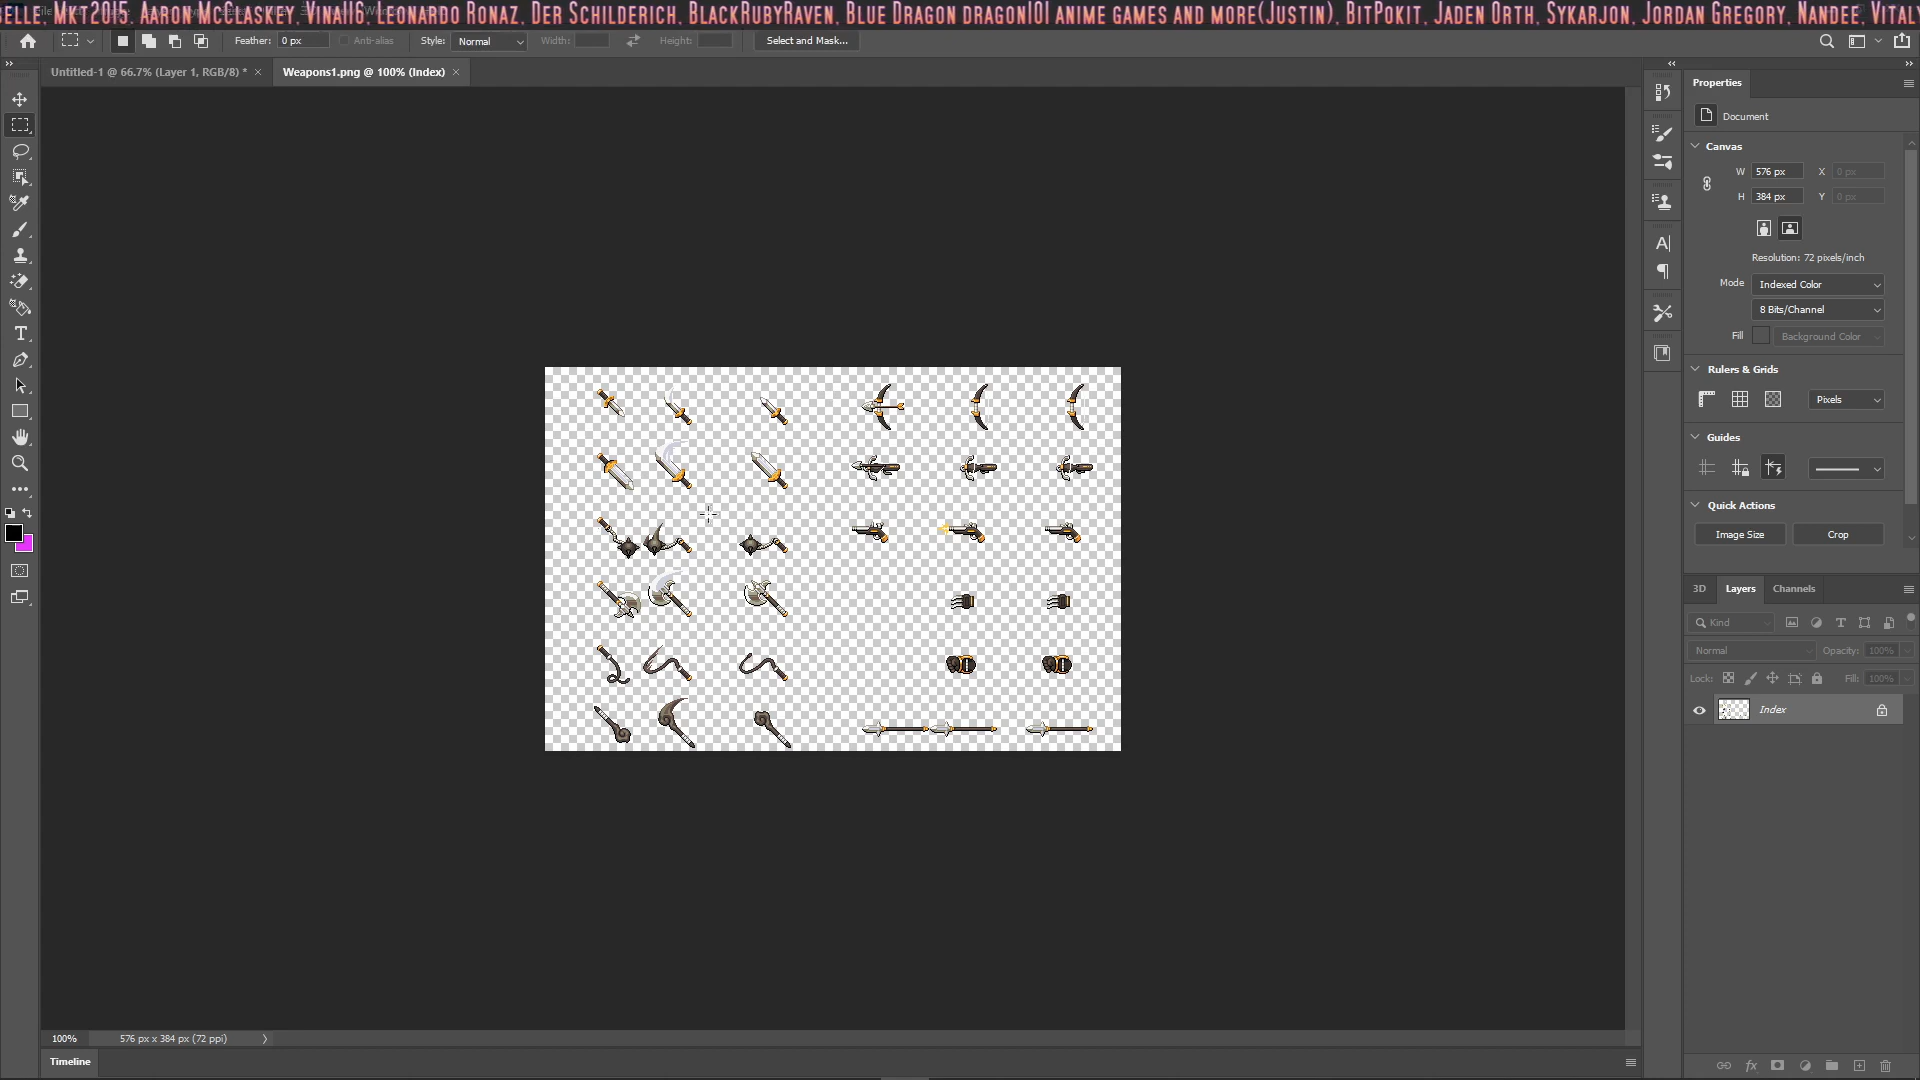 elle, Mkt2015, Aaron McGlaskey, Vinal16, Leonardo Ronaz, Der Schilderich, BlackRubyRaven, Blue Dragon dragon101 anime games and more(Justin), BitPokit, Jaden Orth, Sykarjon, Jordan Gregory, Nandee, Vitaly
Feather: 0 px Anti-alias Style: Normal Width: Height: Select and Mask...
Untitled-1 @ 66.7% (Layer 1, RGB/8) * × Weapons1.png @ 100% (Index) ×
Properties
Document
Canvas
W 576 px X 0 px
H 384 px Y 0 px
Resolution: 72 pixels/inch
Mode Indexed Color
8 Bits/Channel
Fill Background Color
Rulers & Grids
Pixels
Guides
Quick Actions
Image Size Crop
3D Layers Channels
Kind
Normal Opacity: 100%
Lock: Fill: 100%
Index
100% 576 px x 384 px (72 ppi)
Timeline